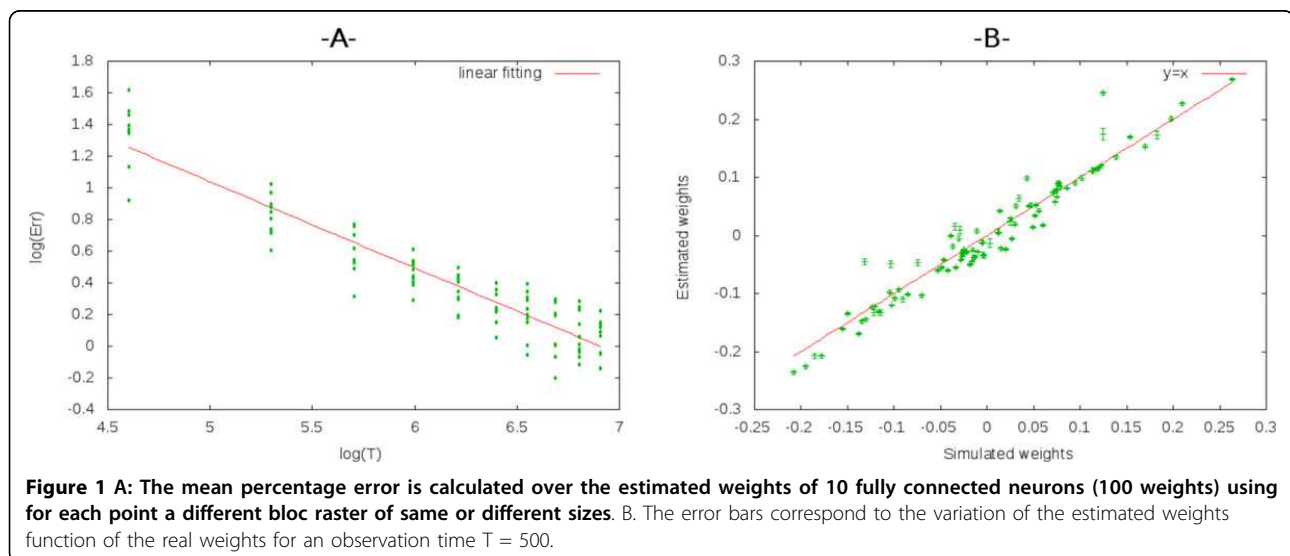 -A-
-B-
1.8
1.6
1.4
1.2
1
0.8
0.6
0.4
0.2
0
-0.2
-0.4
log(Err)
linear fitting
4.5 5 5.5 6 6.5 7
log(T)
0.3
0.2
0.1
0
-0.1
-0.2
-0.3
Estimated weights
y=x
-0.25 -0.2 -0.15 -0.1 -0.05 0 0.05 0.1 0.15 0.2 0.25 0.3
Simulated weights
Figure 1 A: The mean percentage error is calculated over the estimated weights of 10 fully connected neurons (100 weights) using
for each point a different bloc raster of same or different sizes. B. The error bars correspond to the variation of the estimated weights
function of the real weights for an observation time T = 500.